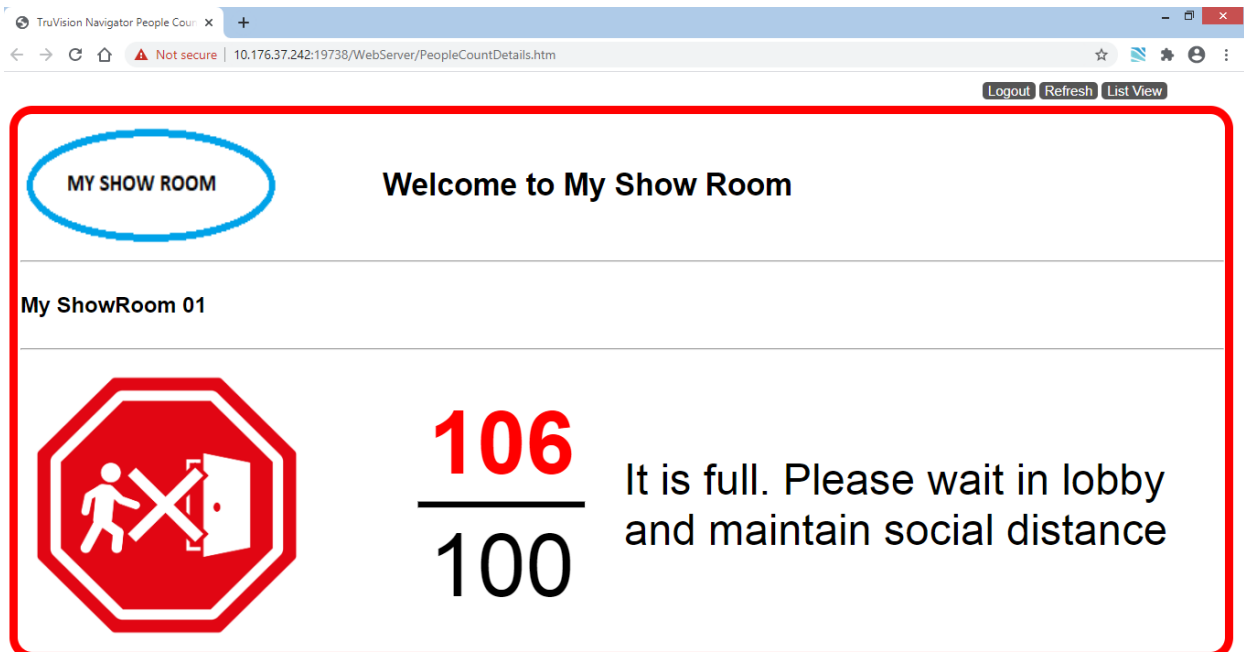 TruVision Navigator People Coun
Not secure | 10.176.37.242:19738/WebServer/PeopleCountDetails.htm
Logout Refresh List View
MY SHOW ROOM
Welcome to My Show Room
My ShowRoom 01
106
100
It is full. Please wait in lobby
and maintain social distance